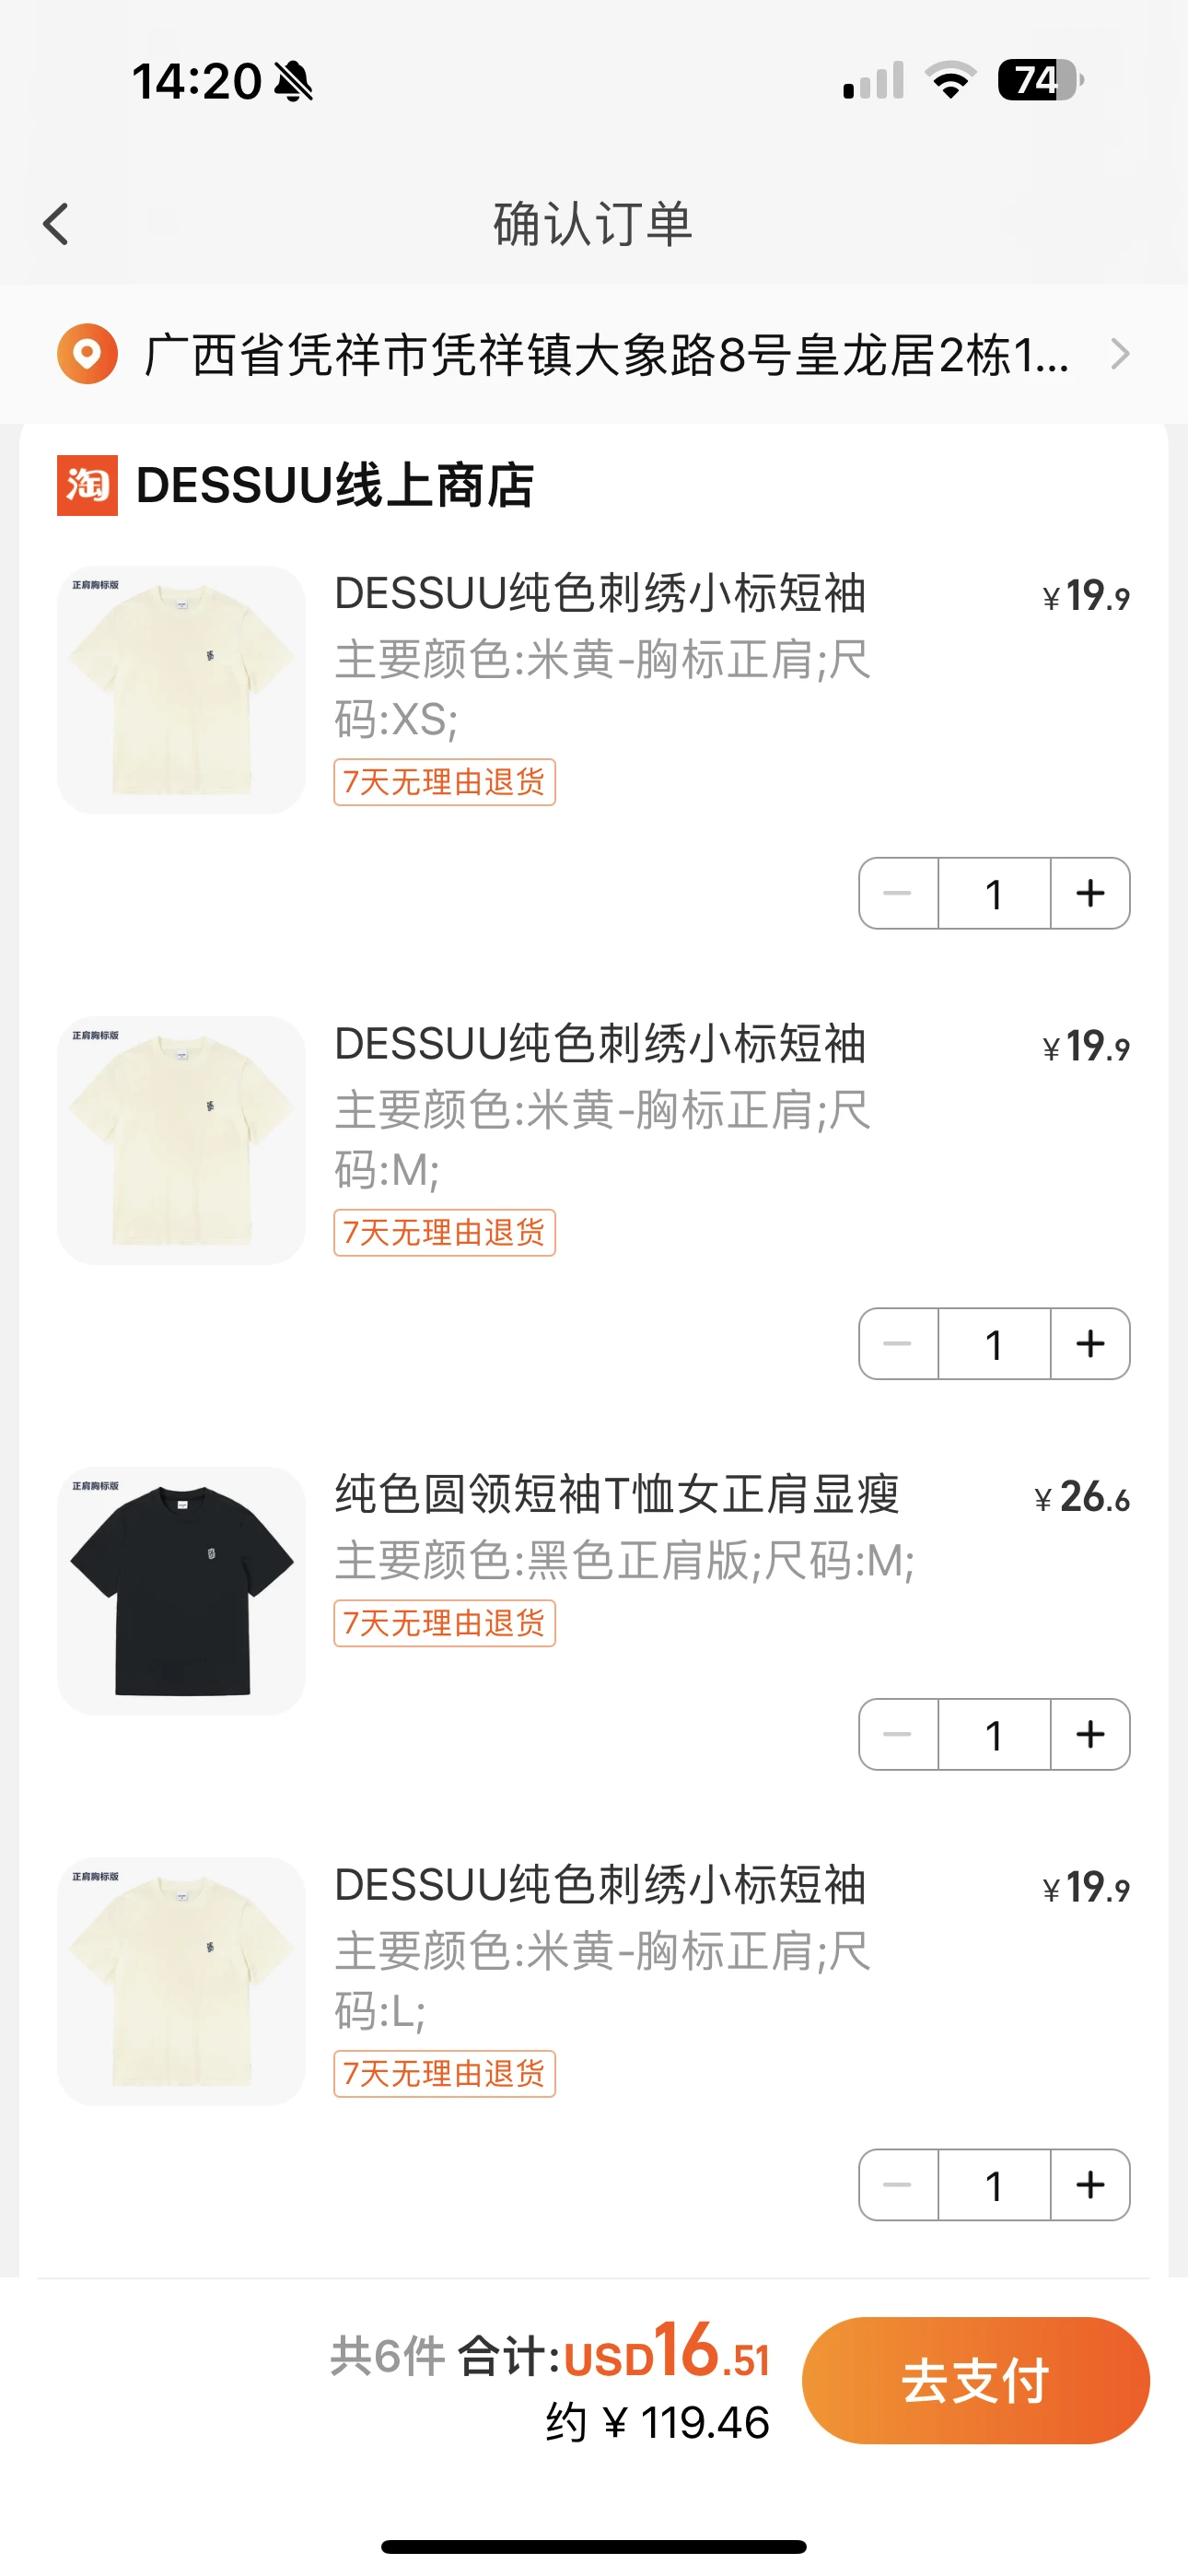 14:20
74
确认订单
广西省凭祥市凭祥镇大象路8号皇龙居2栋1...
淘 DESSUU线上商店
正肩胸标版
DESSUU纯色刺绣小标短袖 ¥19.9
主要颜色:米黄-胸标正肩;尺
码:XS;
7天无理由退货
1
正肩胸标版
DESSUU纯色刺绣小标短袖 ¥19.9
主要颜色:米黄-胸标正肩;尺
码:M;
7天无理由退货
1
正肩胸标版
纯色圆领短袖T恤女正肩显瘦 ¥26.6
主要颜色:黑色正肩版;尺码:M;
7天无理由退货
1
正肩胸标版
DESSUU纯色刺绣小标短袖 ¥19.9
主要颜色:米黄-胸标正肩;尺
码:L;
7天无理由退货
1
共6件 合计:USD16.51
约¥119.46
去支付